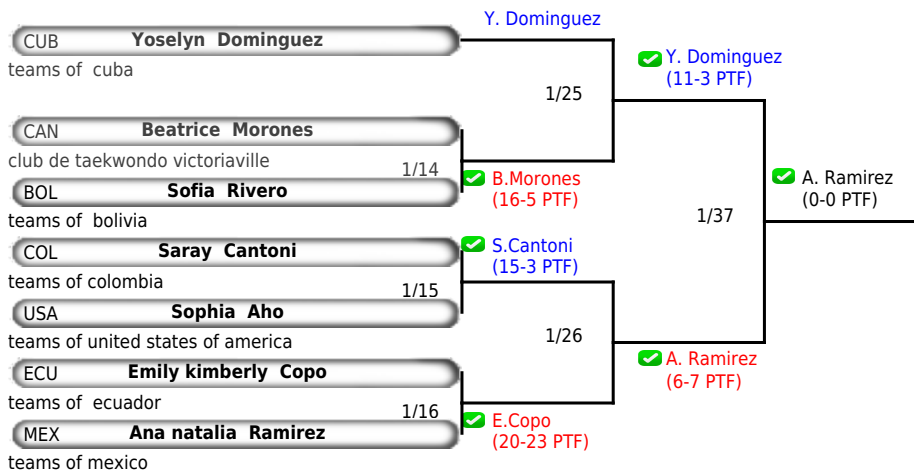 Y. Dominguez
CUB Yoselyn Dominguez
teams of cuba
Y. Dominguez
(11-3 PTF)
1/25
CAN Beatrice Morones
club de taekwondo victoriaville
1/14
BOL Sofia Rivero
teams of bolivia
B.Morones
(16-5 PTF)
A. Ramirez
(0-0 PTF)
1/37
COL Saray Cantoni
teams of colombia
S.Cantoni
(15-3 PTF)
1/15
USA Sophia Aho
teams of united states of america
1/26
A. Ramirez
(6-7 PTF)
ECU Emily kimberly Copo
teams of ecuador
1/16
MEX Ana natalia Ramirez
teams of mexico
E.Copo
(20-23 PTF)